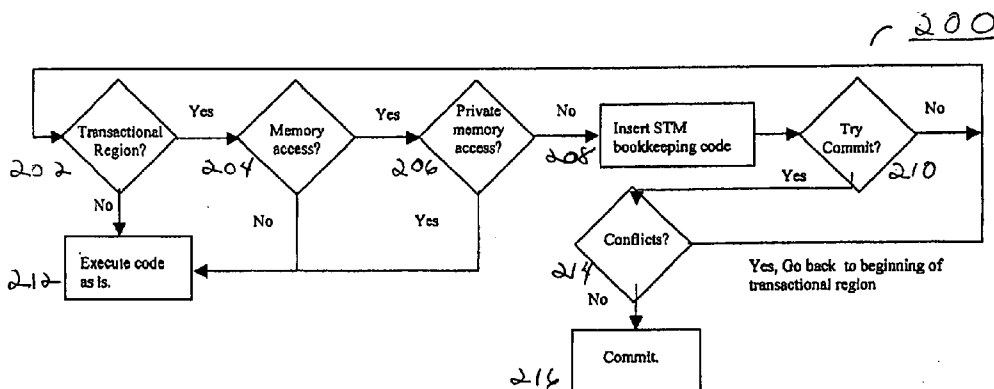 200
Transactional
Region?
Yes
Memory
access?
Yes
Private
memory
access?
No
Insert STM
bookkeeping code
Try
Commit?
No
202
204
206
208
210
No
No
Yes
Yes
Execute code
as is.
212
Conflicts?
214
Yes, Go back to beginning of
transactional region
No
Commit.
216